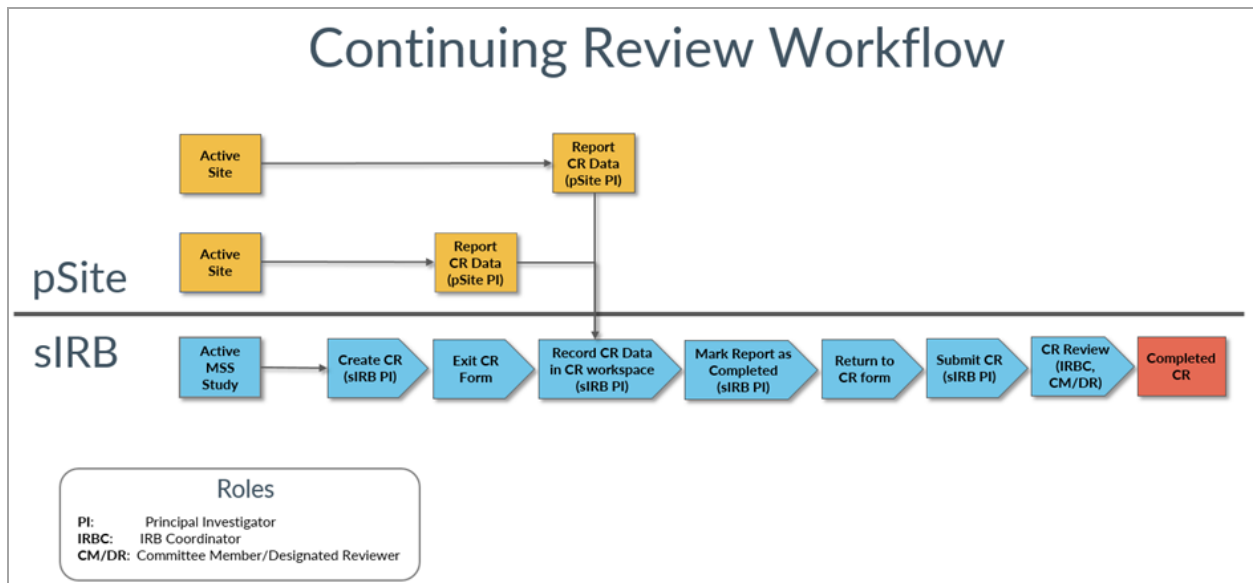 Continuing Review Workflow
Active
Site
Report
CR Data
(pSite PI)
Active
Site
Report
CR Data
(pSite PI)
pSite
sIRB
Active
MSS
Study
Create CR
(sIRB PI)
Exit CR
Form
Record CR Data
in CR workspace
(sIRB PI)
Mark Report as
Completed
(sIRB PI)
Return to
CR form
Submit CR
(sIRB PI)
CR Review
(IRBC,
CM/DR)
Completed
CR
Roles
PI: Principal Investigator
IRBC: IRB Coordinator
CM/DR: Committee Member/Designated Reviewer